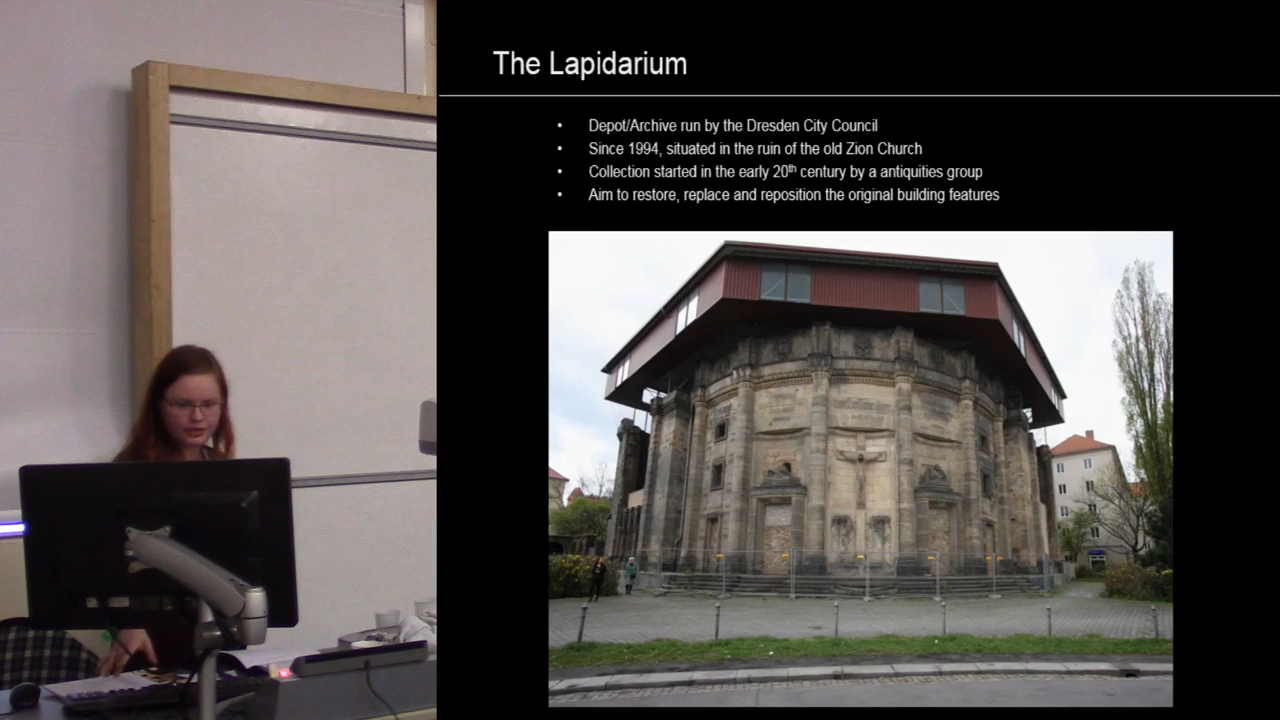 The Lapidarium
• Depot/Archive run by the Dresden City Council
• Since 1994, situated in the ruin of the old Zion Church
• Collection started in the early 20th century by a antiquities group
• Aim to restore, replace and reposition the original building features